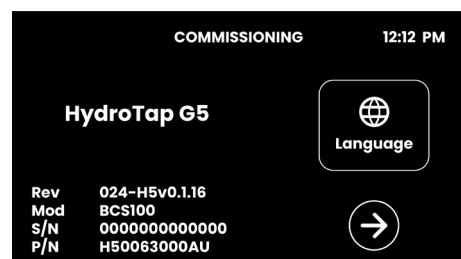 COMMISSIONING 12:12 PM
HydroTap G5
Language
Rev 024-H5v0.1.16
Mod BCS100
S/N 0000000000000
P/N H50063000AU